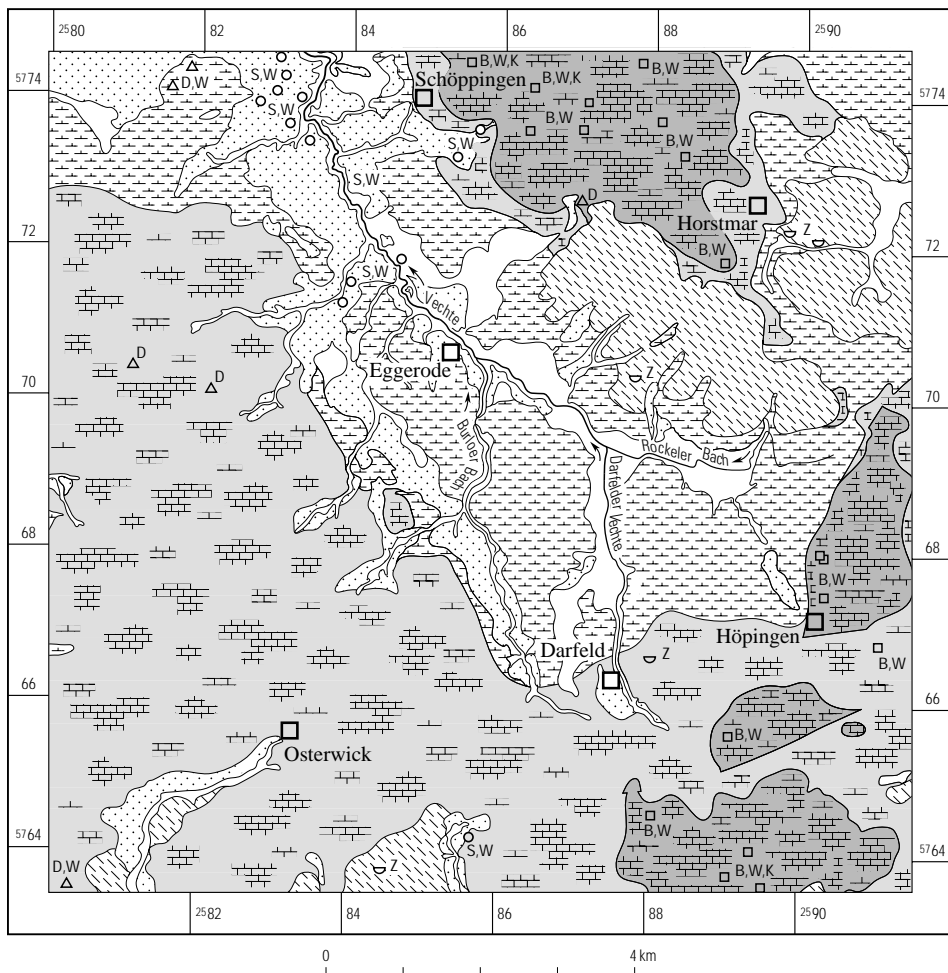 2580 82 84 86 88 2590
5774
5774
D,W
S,W
S,W
Schöppingen
B,W,K
B,W,K
B,W
B,W
B,W
S,W
S,W
D
Horstmar
Z
B,W
72
72
S,W
Vechte
D
D
Eggerode
Z
70
70
Burloer Bach
Rockeler Bach
Darfelder Vechte
68
68
B,W
Höpingen
Darfeld
Z
B,W
66
66
Osterwick
B,W
5764
5764
D,W
Z
S,W
B,W
B,W,K
2582 84 86 88 2590
0 4 km